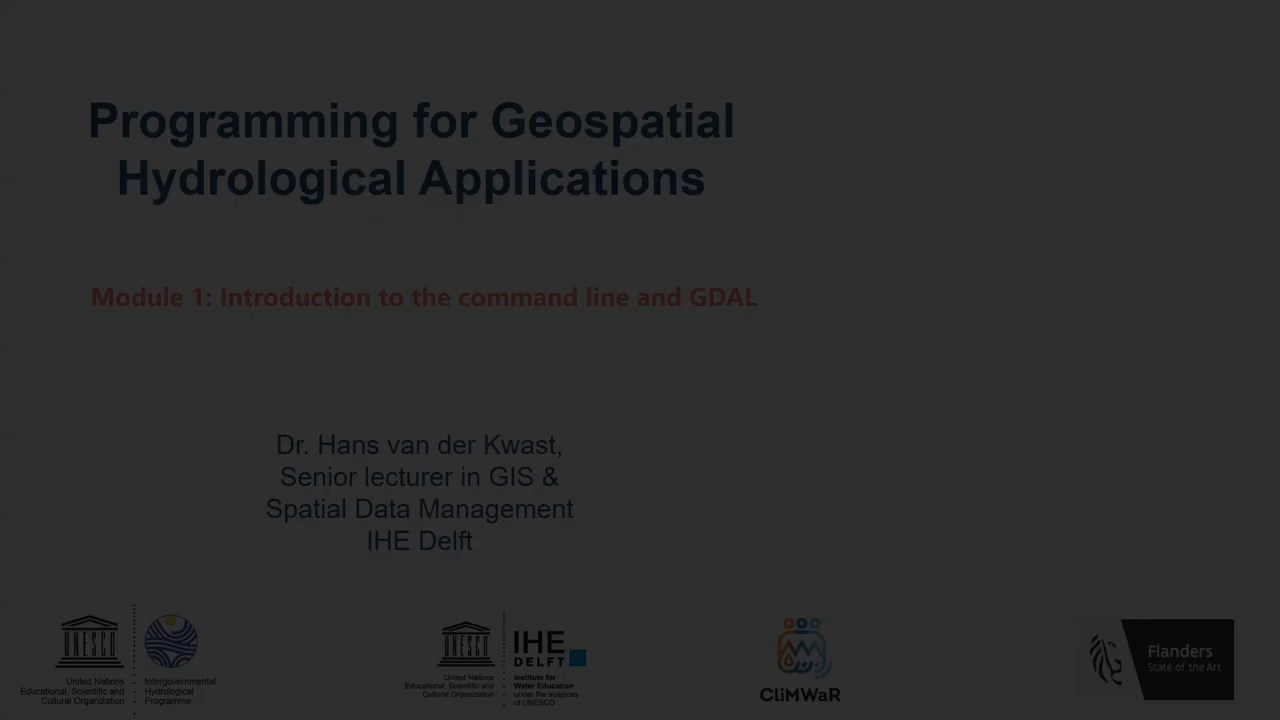 Programming for Geospatial
Hydrological Applications
Module 1: Introduction to the command line and GDAL
Dr. Hans van der Kwast,
Senior lecturer in GIS &
Spatial Data Management
IHE Delft
UNESCO
United Nations
Educational, Scientific and
Cultural Organization
Intergovernmental
Hydrological
Programme
UNESCO
United Nations
Educational, Scientific and
Cultural Organization
IHE
DELFT
Institute for
Water Education
under the auspices
of UNESCO
CliMWaR
Flanders
State of the Art